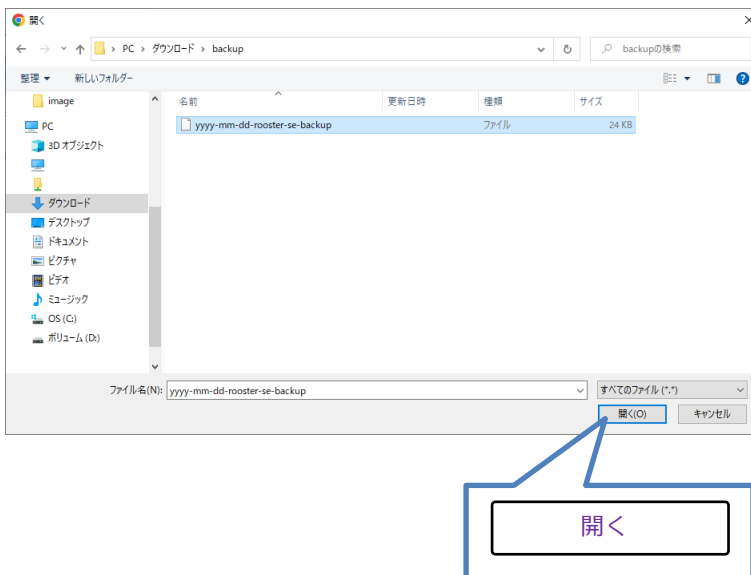 開く
PC › ダウンロード › backup
backupの検索
整理 ▼ 新しいフォルダー
image
PC
3D オブジェクト
ダウンロード
デスクトップ
ドキュメント
ピクチャ
ビデオ
ミュージック
OS (C:)
ボリューム (D:)
名前 更新日時 種類 サイズ
yyyy-mm-dd-rooster-se-backup ファイル 24 KB
ファイル名(N): yyyy-mm-dd-rooster-se-backup すべてのファイル (*.*)
開く(O) キャンセル
開く